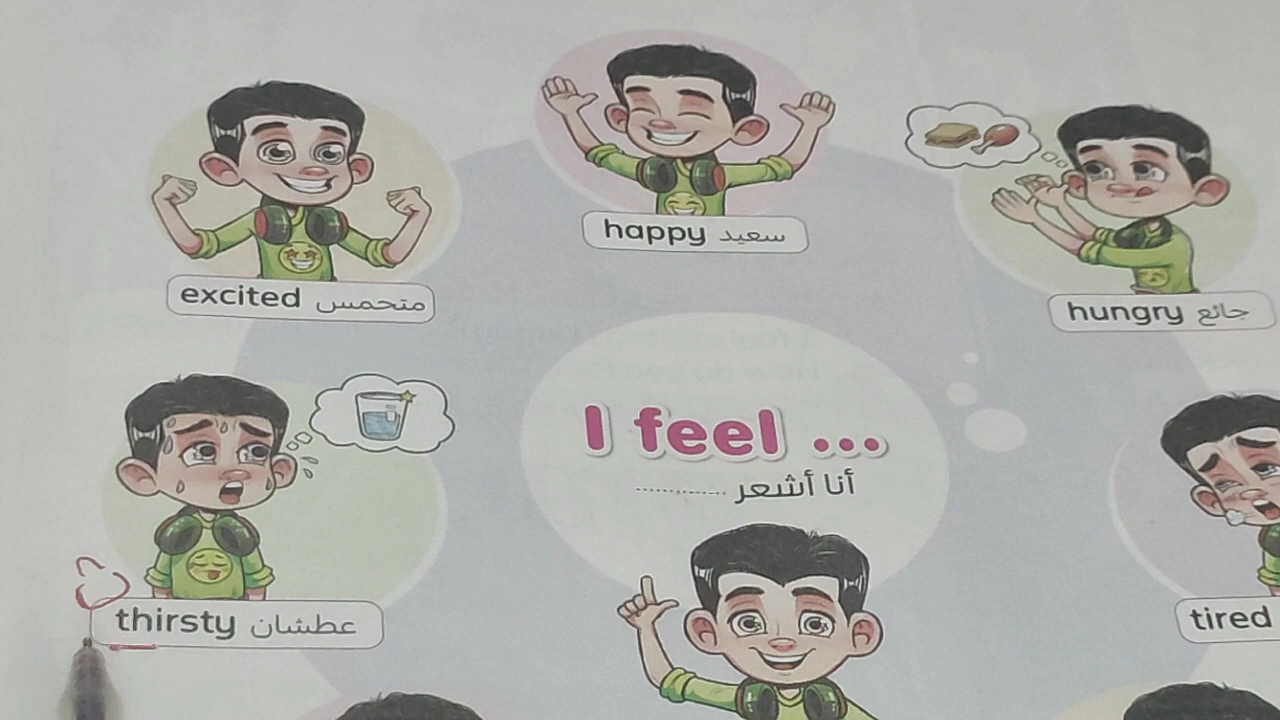 happy سعيد
excited متحمس
hungry جائع
I feel ...
أنا أشعر ............
thirsty عطشان
tired